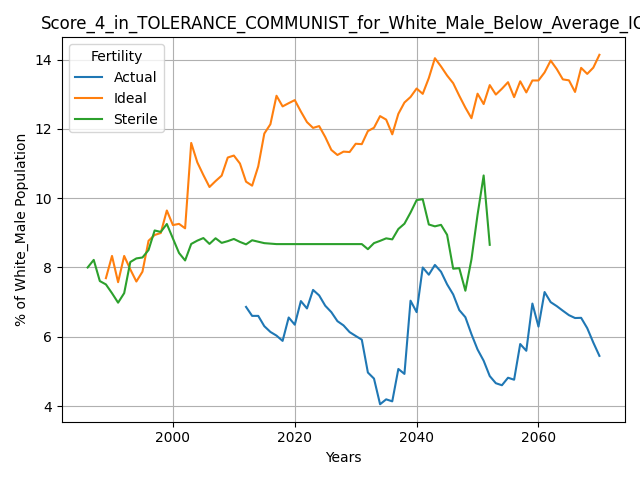 Score_4_in_TOLERANCE_COMMUNIST_for_White_Male_Below_Average_IQ
Fertility
Actual
Ideal
Sterile
% of White_Male Population
14
12
10
8
6
4
2000 2020 2040 2060
Years